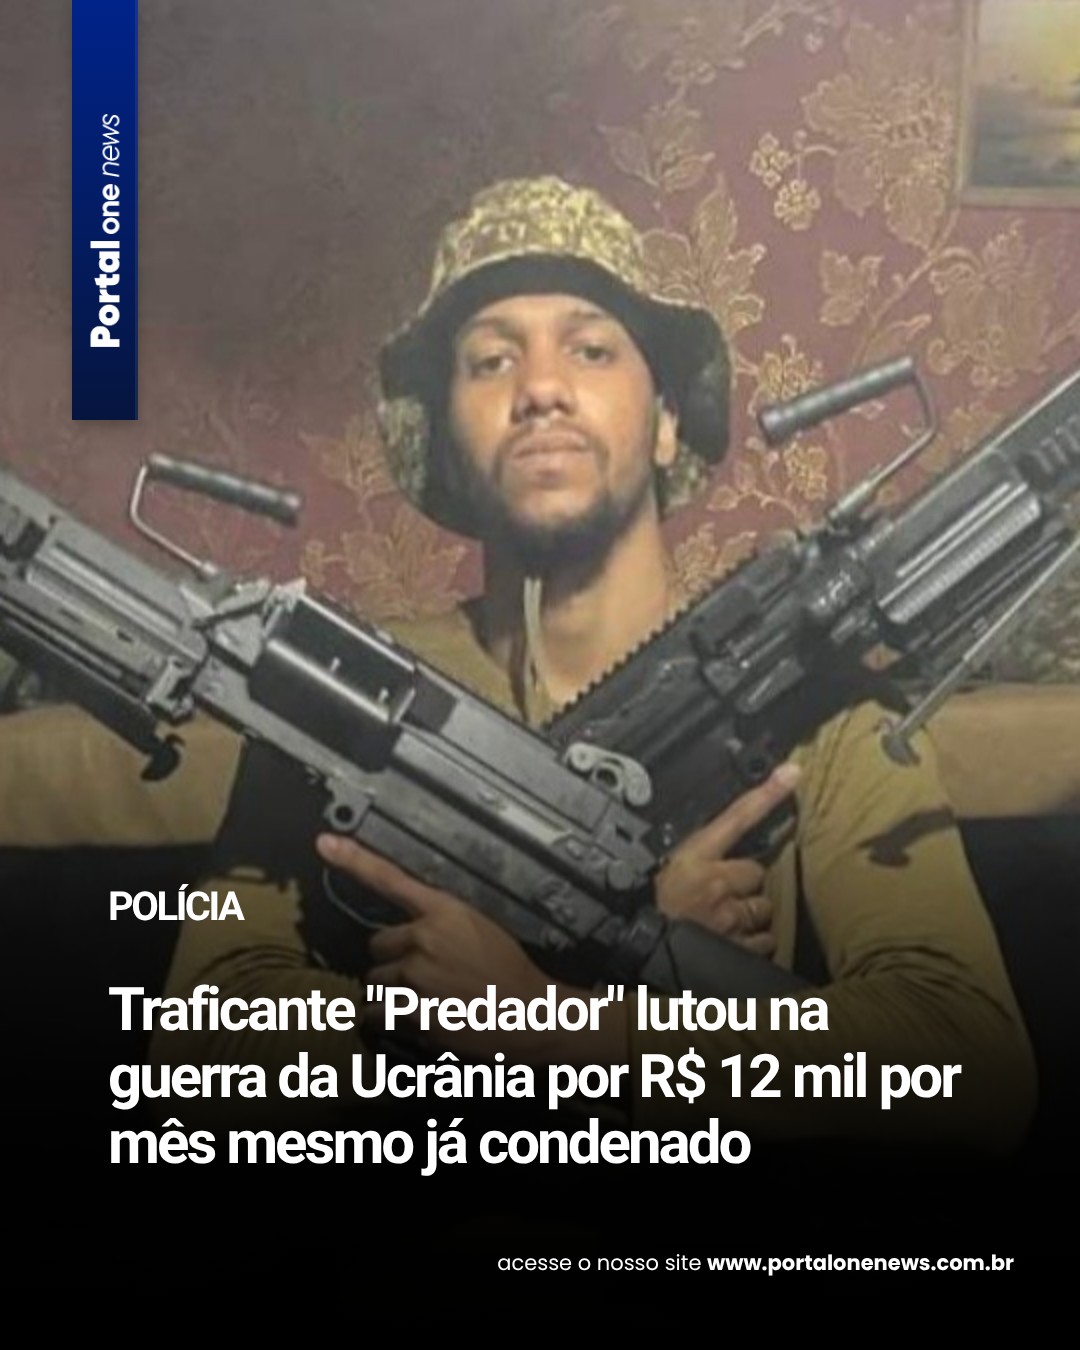 Portal one news
POLÍCIA
Traficante "Predador" lutou na
guerra da Ucrânia por R$ 12 mil por
mês mesmo já condenado
acesse o nosso site www.portalonenews.com.br